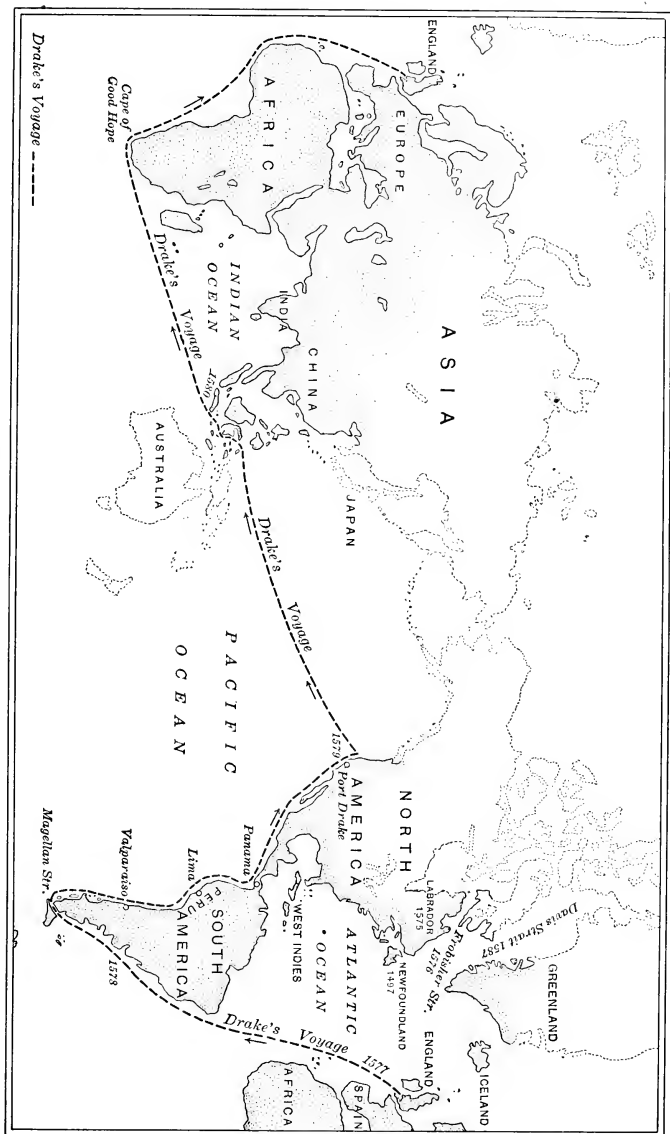 ENGLAND
EUROPE
AFRICA
ASIA
INDIA
CHINA
JAPAN
INDIAN
OCEAN
AUSTRALIA
Cape of
Good Hope
Drake's Voyage
1580
Drake's Voyage
Drake's Voyage
PACIFIC
OCEAN
1579
Port Drake
NORTH
AMERICA
LABRADOR
1575
Frobisher Str.
1576
Davis Strait 1587
GREENLAND
ICELAND
ENGLAND
NEWFOUNDLAND
1497
ATLANTIC
OCEAN
WEST INDIES
SPAIN
AFRICA
Panama
Lima
PERU
Valparaiso
Magellan Str.
SOUTH
AMERICA
1578
Drake's Voyage 1577